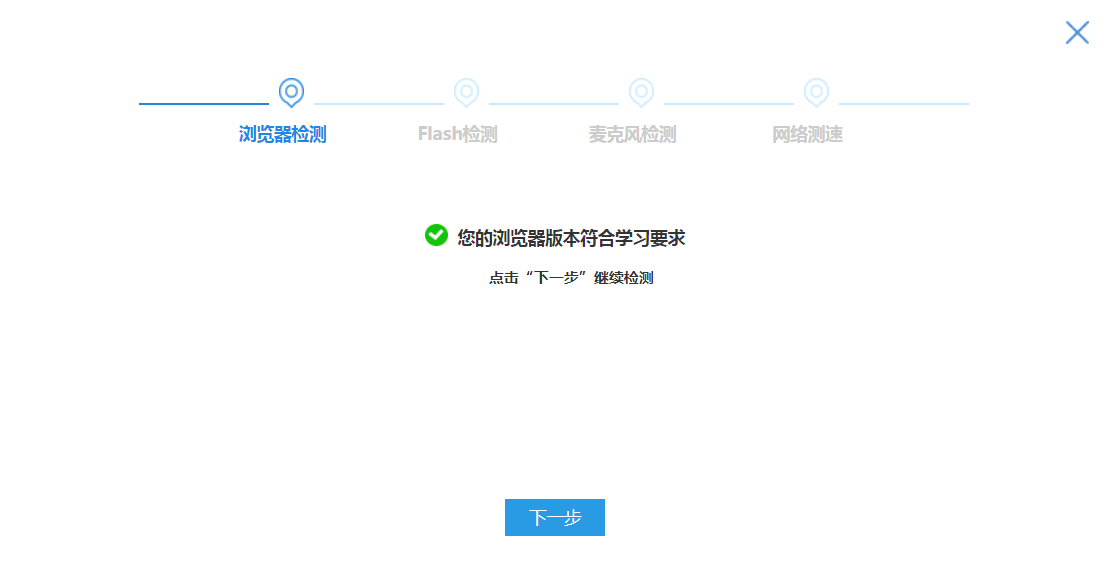 浏览器检测 Flash检测 麦克风检测 网络测速
您的浏览器版本符合学习要求
点击“下一步”继续检测
下一步